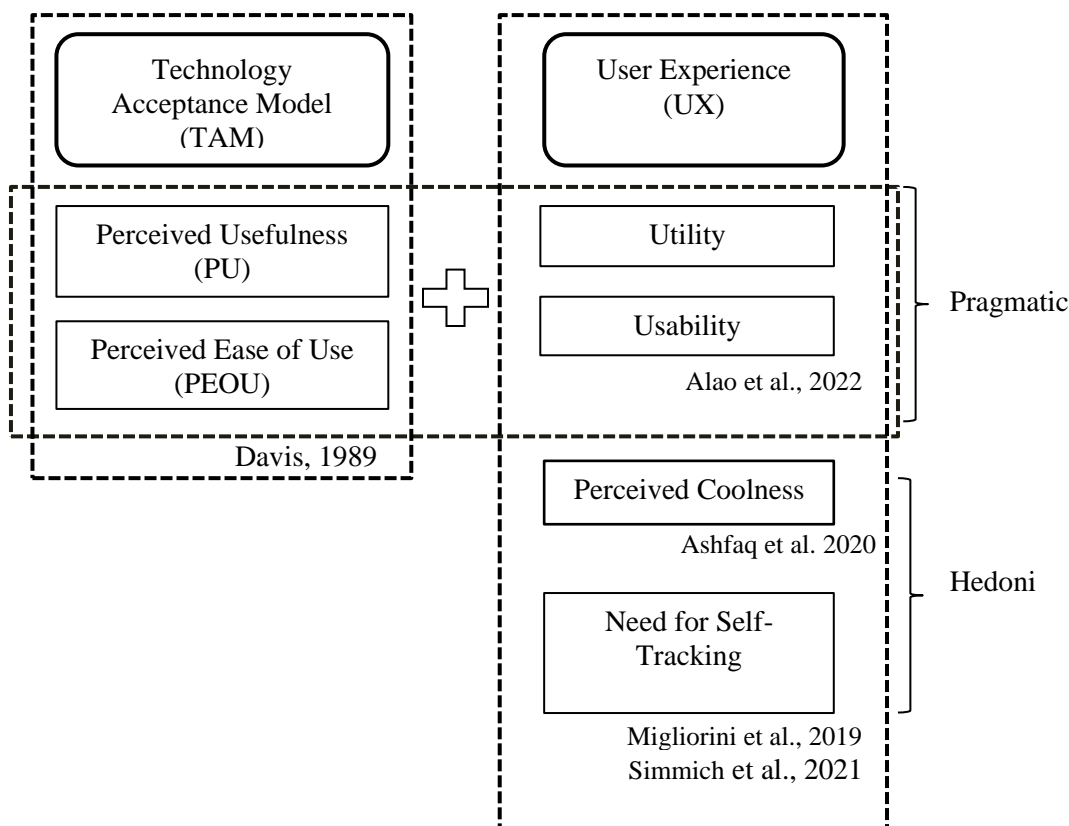 Technology
Acceptance Model
(TAM)
User Experience
(UX)
Perceived Usefulness
(PU)
Perceived Ease of Use
(PEOU)
Davis, 1989
Utility
Usability
Alao et al., 2022
Pragmatic
Perceived Coolness
Ashfaq et al. 2020
Need for Self-
Tracking
Migliorini et al., 2019
Simmich et al., 2021
Hedoni